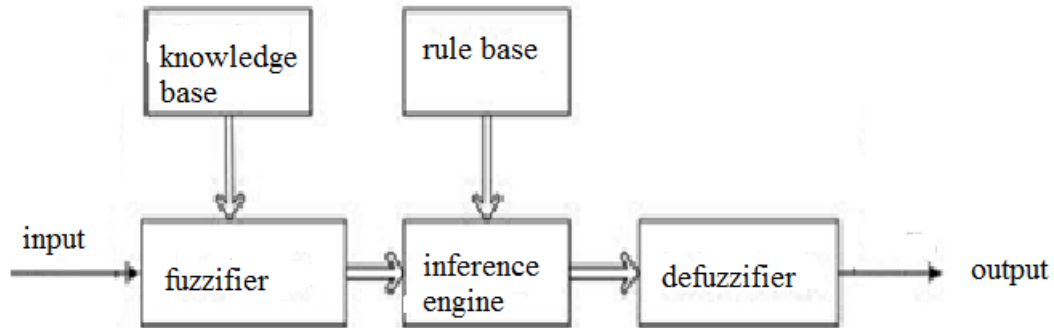 knowledge
base
rule base
input
fuzzifier
inference
engine
defuzzifier
output